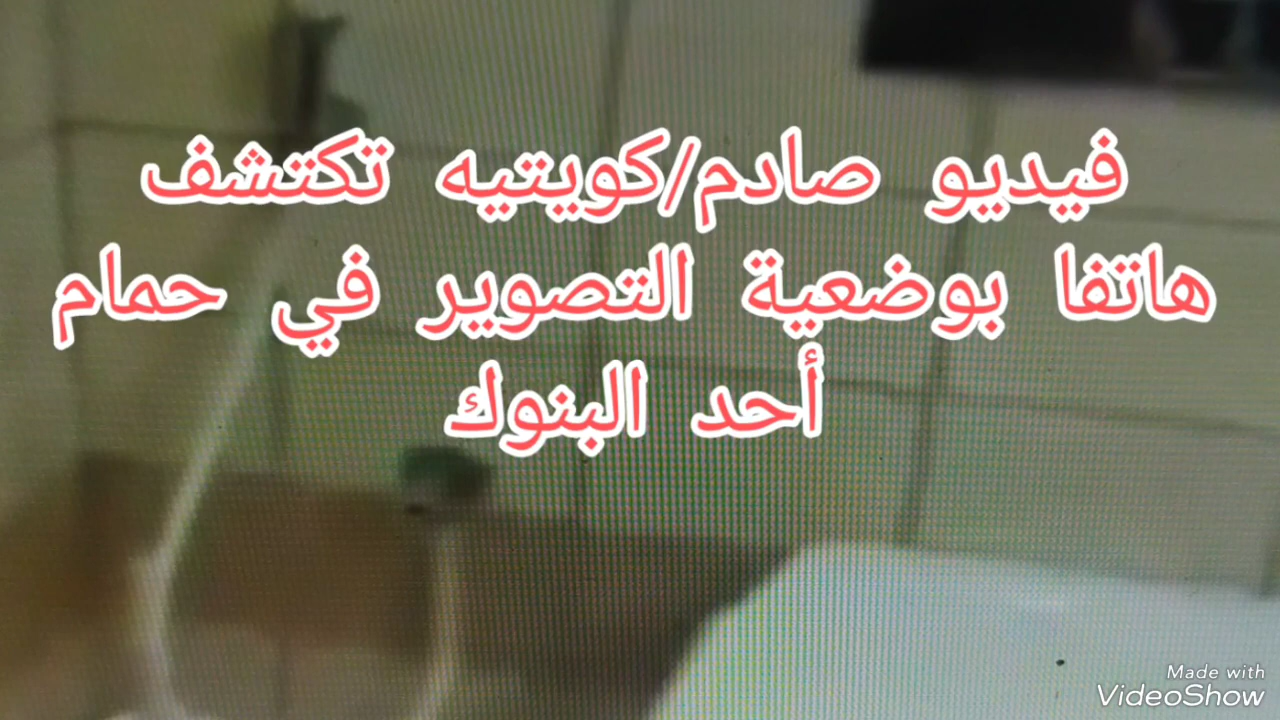 فيديو صادم/كويتيه تكتشف
هاتفا بوضعية التصوير في حمام
أحد البنوك
Made with
VideoShow